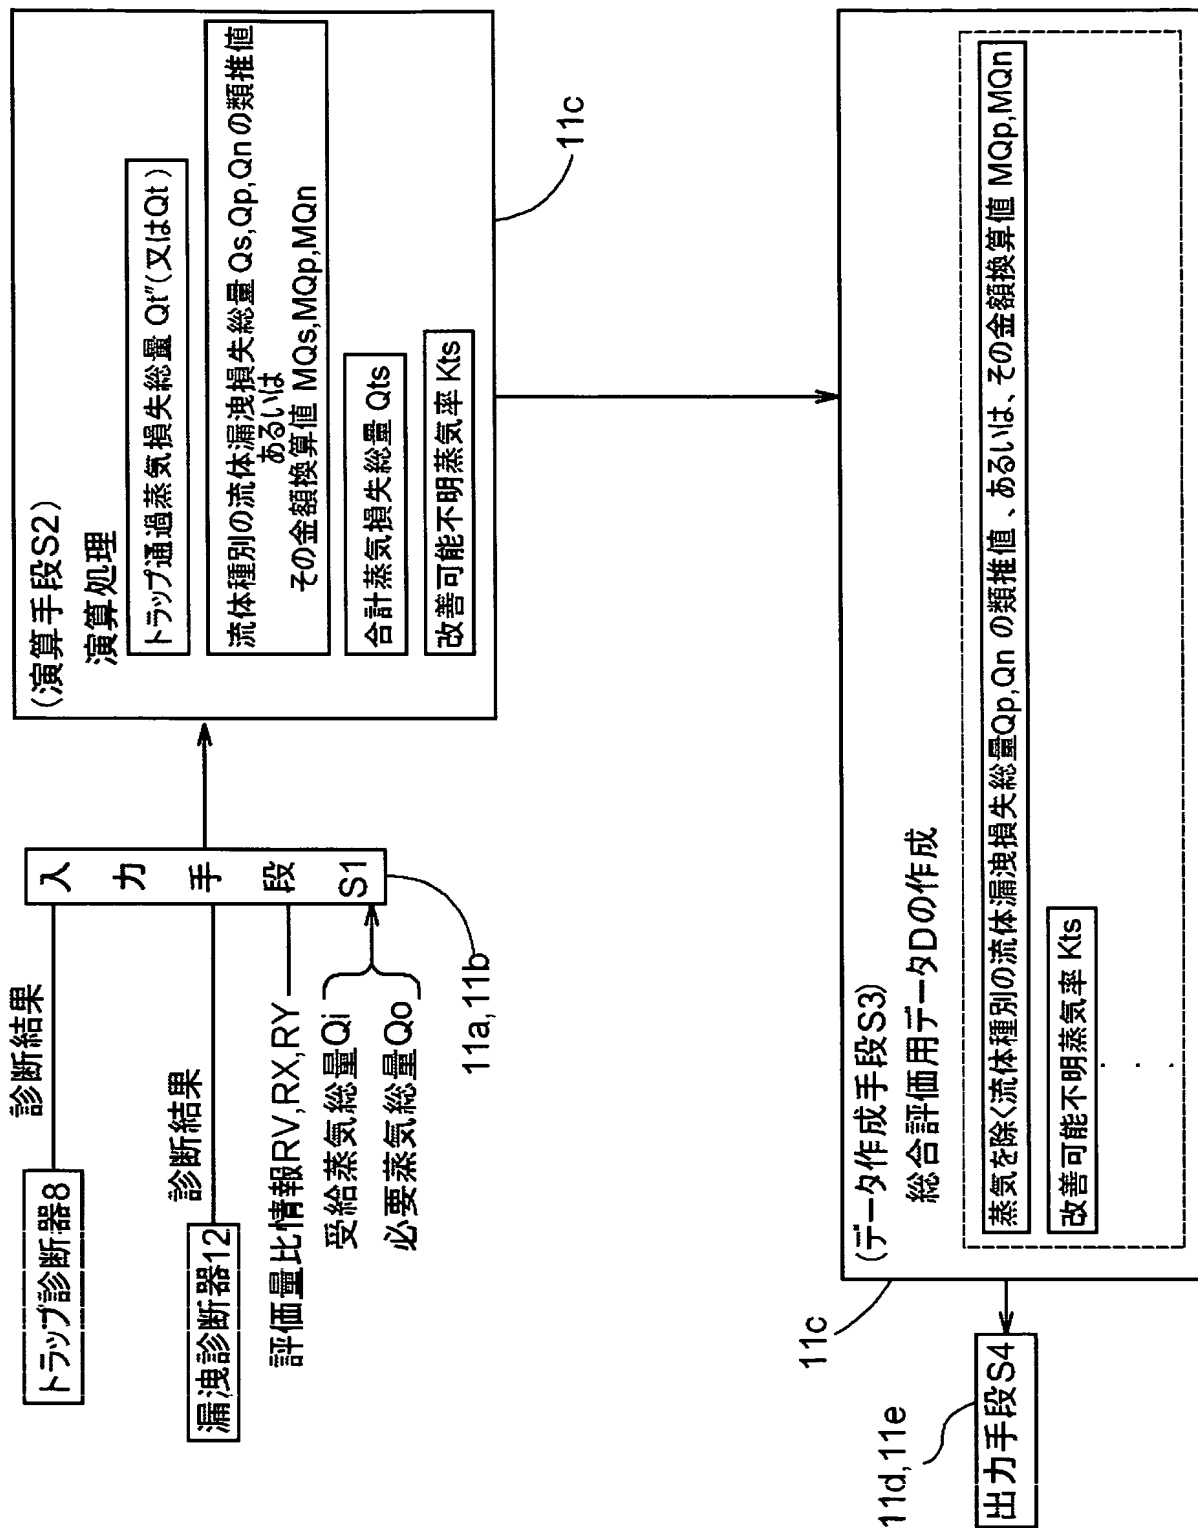 トラップ診断器8
診断結果
漏洩診断器12
診断結果
評価量比情報RV,RX,RY
受給蒸気総量Qi
必要蒸気総量Qo
入力手段S1
11a,11b
(演算手段S2)
演算処理
トラップ通過蒸気損失総量 Qt"(又はQt)
流体種別の流体漏洩損失総量 Qs,Qp,Qn の類推値
あるいは
その金額換算値 MQs,MQp,MQn
合計蒸気損失総量 Qts
改善可能不明蒸気率 Kts
11c
(データ作成手段S3)
総合評価用データDの作成
蒸気を除く流体種別の流体漏洩損失総量Qp,Qn の類推値、あるいは、その金額換算値 MQp,MQn
改善可能不明蒸気率 Kts
・・・
11c
11d,11e
出力手段S4